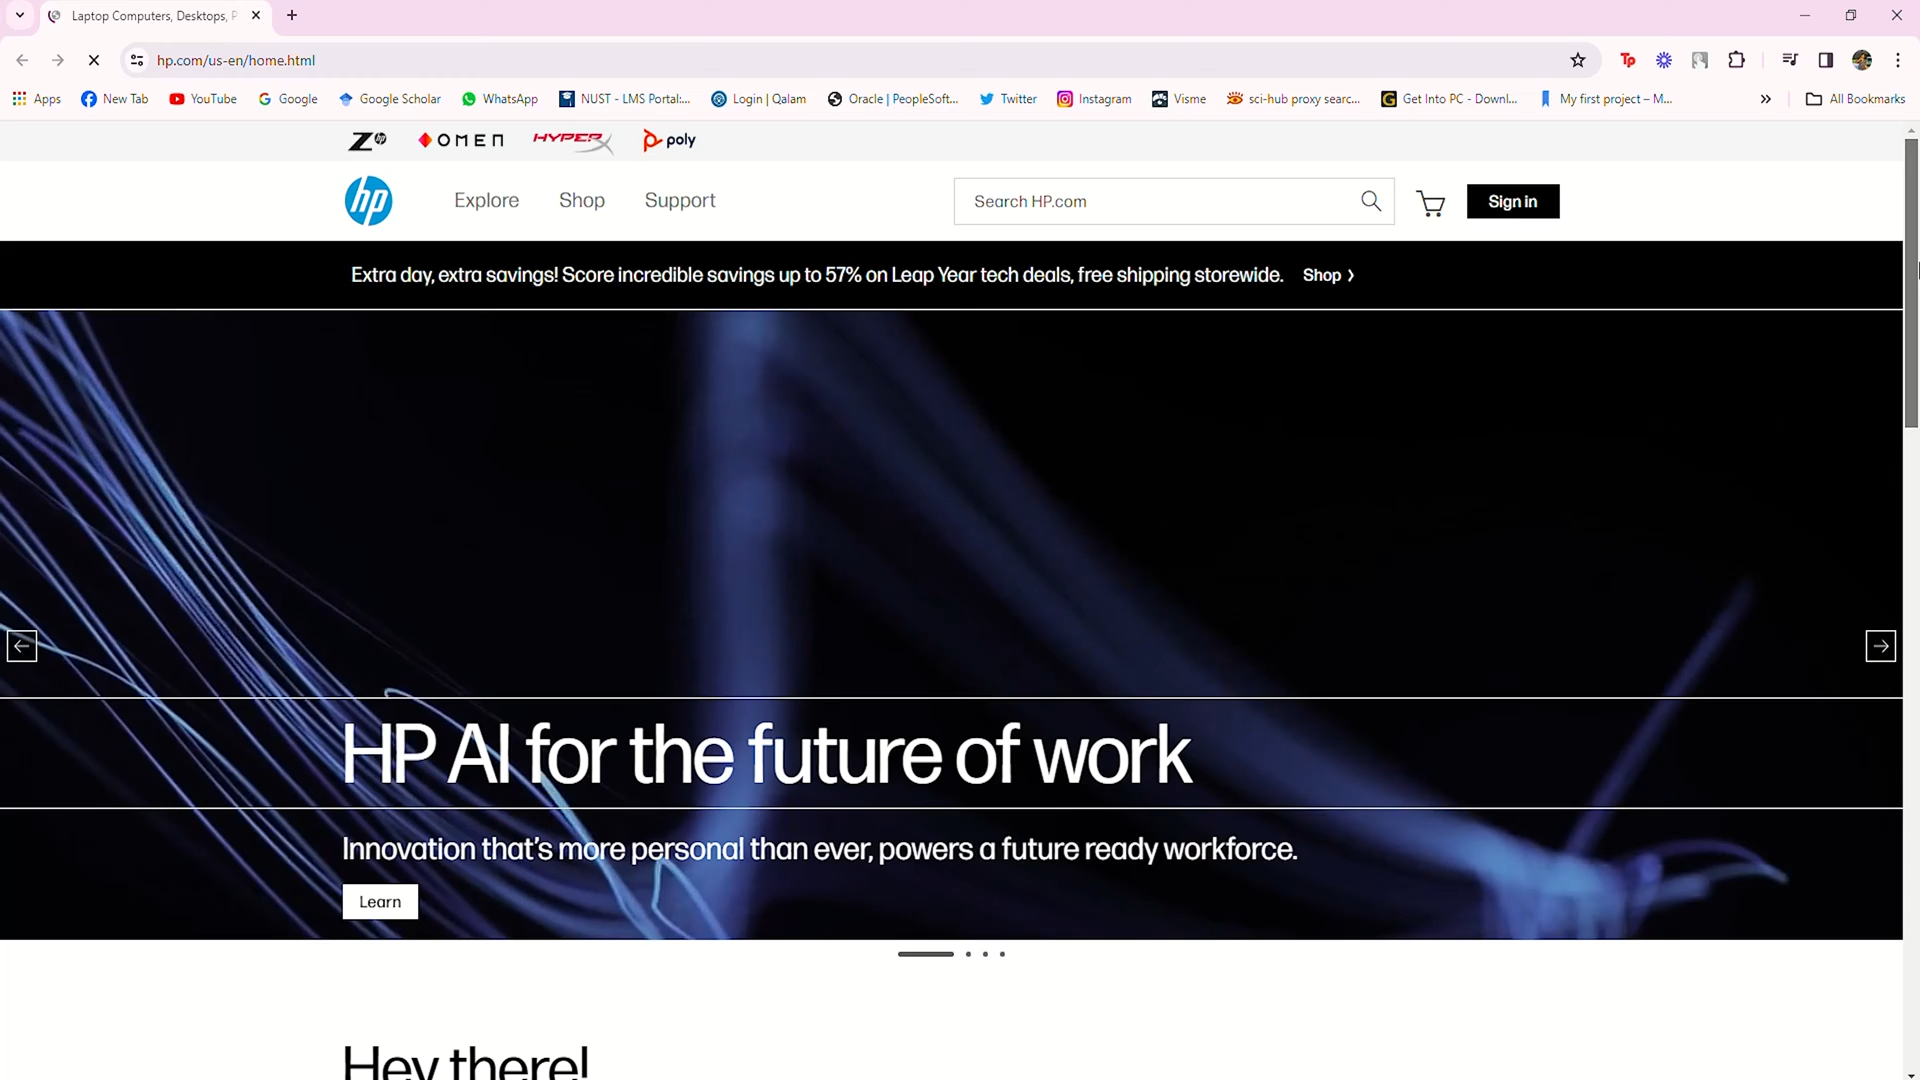 Laptop Computers, Desktops, P
hp.com/us-en/home.html
Tp
Apps New Tab YouTube Google Google Scholar WhatsApp NUST - LMS Portal:... Login | Qalam Oracle | PeopleSoft... Twitter Instagram Visme sci-hub proxy searc... Get Into PC - Downl... My first project – M... » All Bookmarks
Z hp OMEN HYPERX poly
hp Explore Shop Support Search HP.com Sign in
Extra day, extra savings! Score incredible savings up to 57% on Leap Year tech deals, free shipping storewide. Shop ›
HP AI for the future of work
Innovation that's more personal than ever, powers a future ready workforce.
Learn
Hey there!